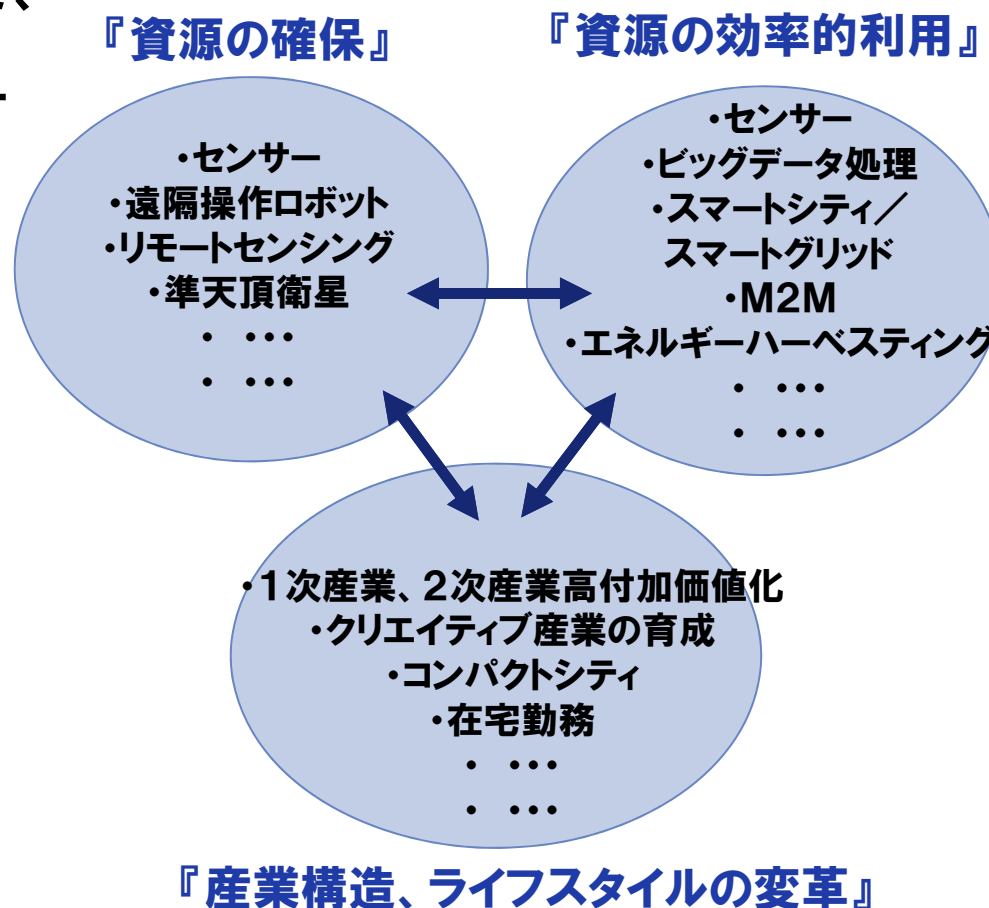 『資源の確保』
・センサー
・遠隔操作ロボット
・リモートセンシング
・準天頂衛星
・ ・・・
・ ・・・
『資源の効率的利用』
・センサー
・ビッグデータ処理
・スマートシティ／
スマートグリッド
・M2M
・エネルギーハーベスティング
・ ・・・
・ ・・・
・１次産業、２次産業高付加価値化
・クリエイティブ産業の育成
・コンパクトシティ
・在宅勤務
・ ・・・
・ ・・・
『産業構造、ライフスタイルの変革』